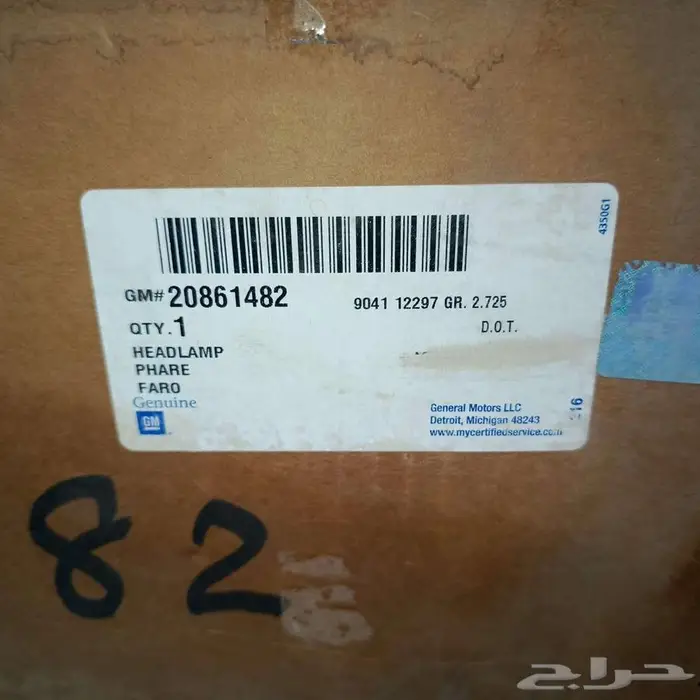 4350G1
GM# 20861482
9041 12297 GR. 2.725
QTY. 1
D.O.T.
HEADLAMP
PHARE
FARO
Genuine
GM
General Motors LLC
Detroit, Michigan 48243
www.mycertifiedservice.com
82
حراج